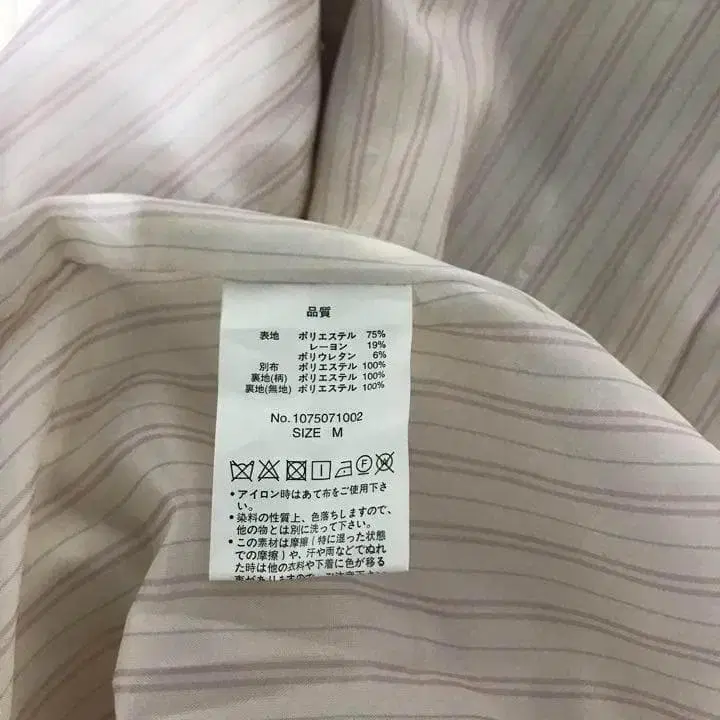 品質
表地 ポリエステル 75%
レーヨン 19%
ポリウレタン 6%
別布 ポリエステル 100%
裏地(柄) ポリエステル 100%
裏地(無地) ポリエステル 100%
No.1075071002
SIZE M
•アイロン時はあて布をご使用下さ
い。
•染料の性質上、色落ちしますので、
他の物とは別に洗って下さい。
•この素材は摩擦(特に湿った状態
での摩擦)や、汗や雨などでぬれ
た時は他の衣料や下着に色が移る